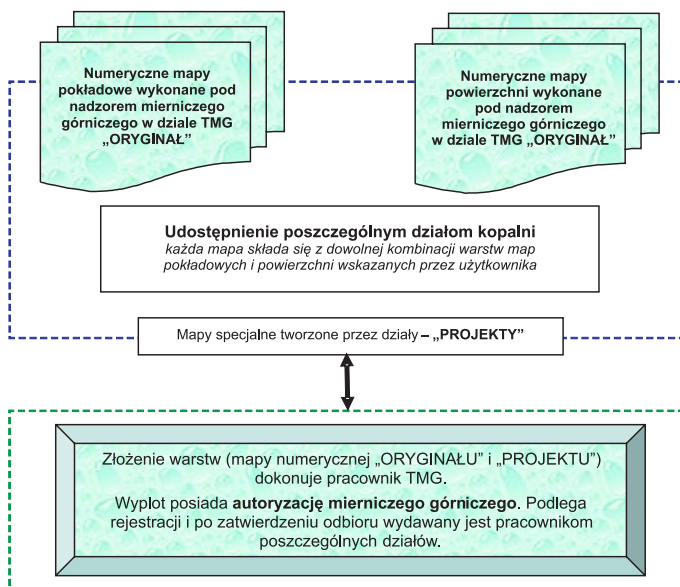 Numeryczne mapy
pokładowe wykonane pod
nadzorem mierniczego
górniczego w dziale TMG
„ORYGINAŁ”
Numeryczne mapy
powierzchni wykonane
pod nadzorem
mierniczego górniczego
w dziale TMG „ORYGINAŁ”
Udostępnienie poszczególnym działom kopalni
każda mapa składa się z dowolnej kombinacji warstw map
pokładowych i powierzchni wskazanych przez użytkownika
Mapy specjalne tworzone przez działy – „PROJEKTY”
Złożenie warstw (mapy numerycznej „ORYGINAŁU” i „PROJEKTU”)
dokonuje pracownik TMG.
Wyplot posiada autoryzację mierniczego górniczego. Podlega
rejestracji i po zatwierdzeniu odbioru wydawany jest pracownikom
poszczególnych działów.